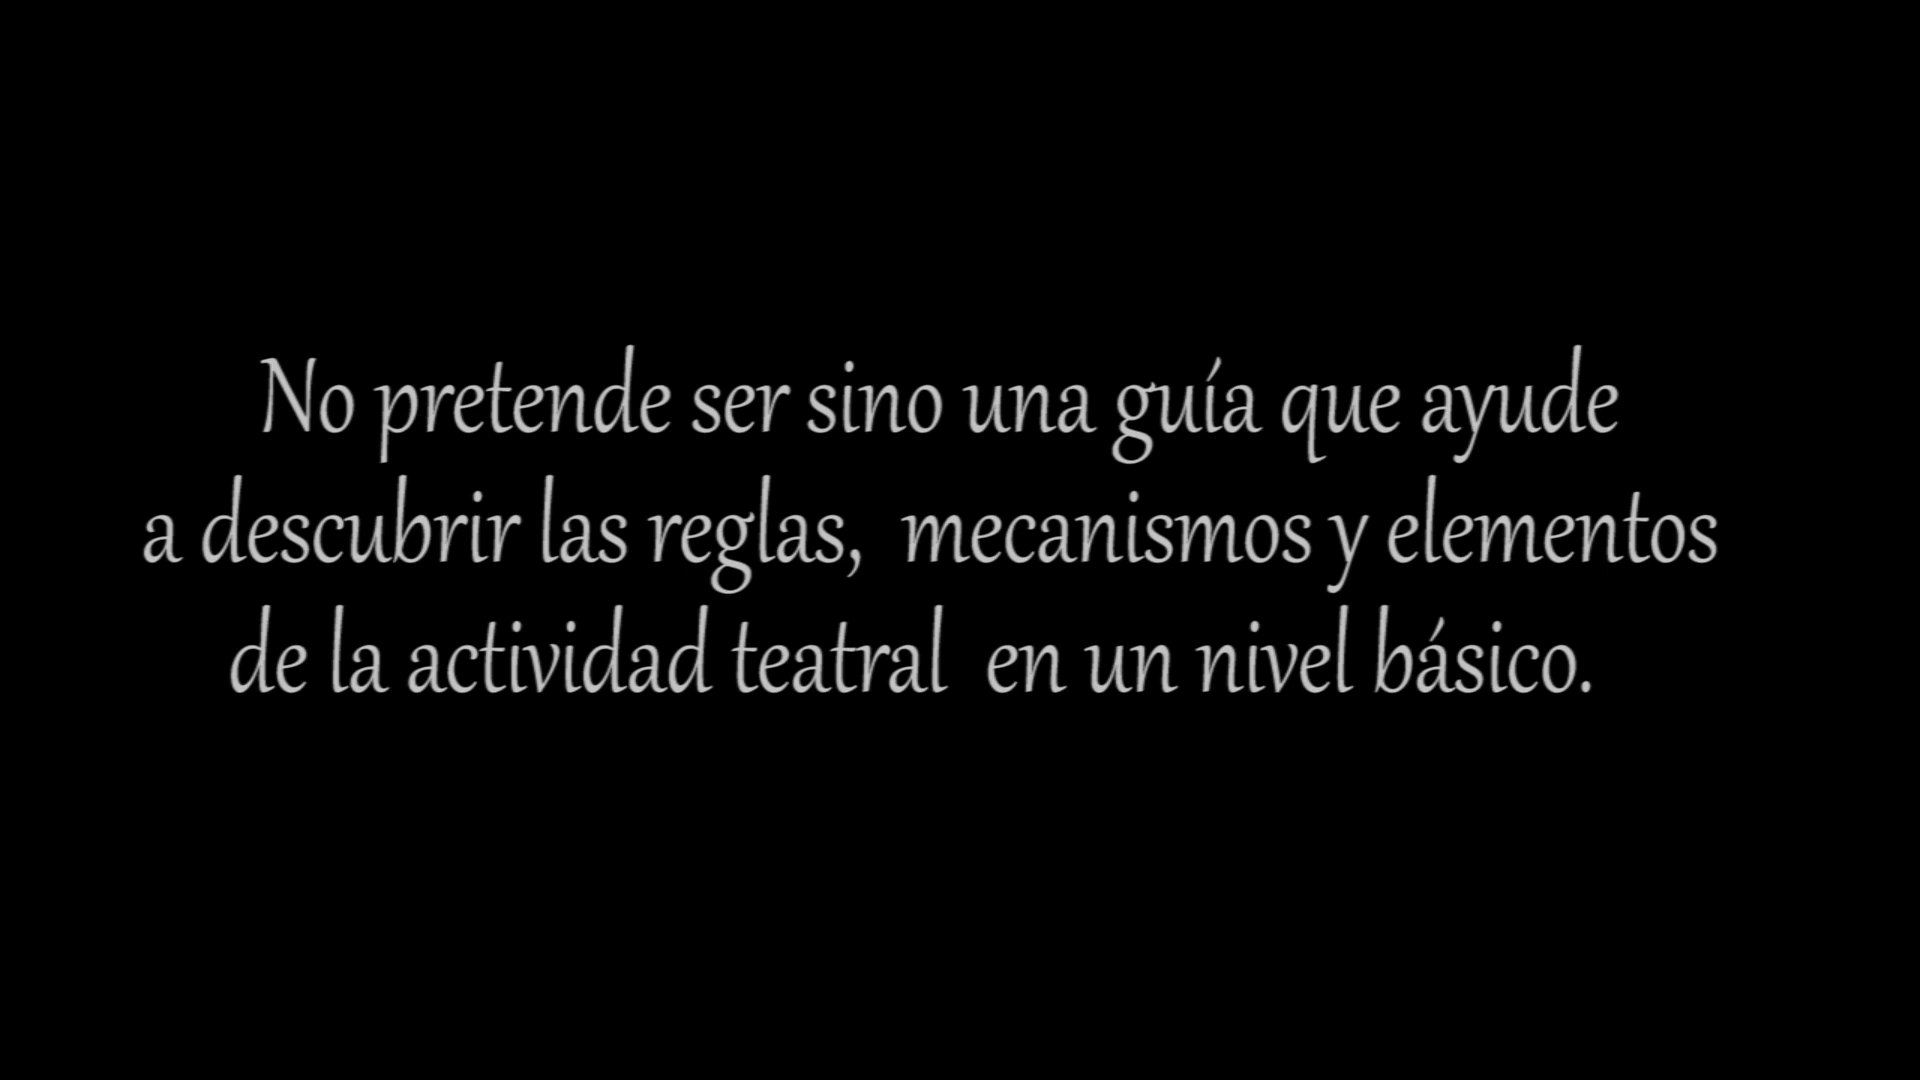 No pretende ser sino una guía que ayude
a descubrir las reglas,  mecanismos y elementos
de la actividad teatral  en un nivel básico.